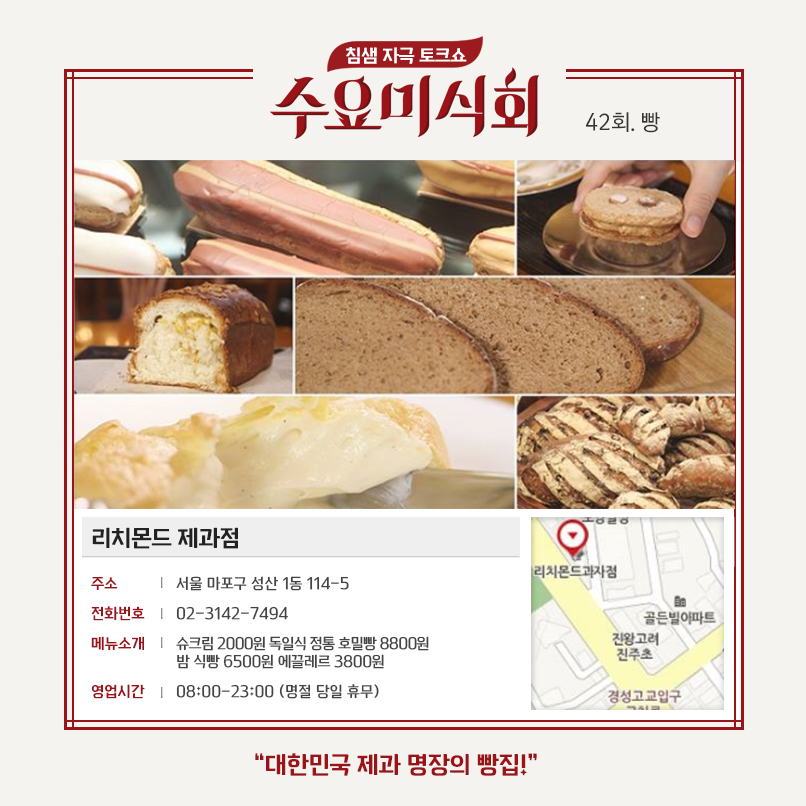 침샘 자극 토크쇼
수요미식회
42회. 빵
리치몬드 제과점
주소 | 서울 마포구 성산 1동 114-5
전화번호 | 02-3142-7494
메뉴소개 | 슈크림 2000원 독일식 정통 호밀빵 8800원
밤 식빵 6500원 에끌레르 3800원
영업시간 | 08:00-23:00 (명절 당일 휴무)
리치몬드과자점
골든빌아파트
진왕고려
진주초
경성고교입구
“대한민국 제과 명장의 빵집!”